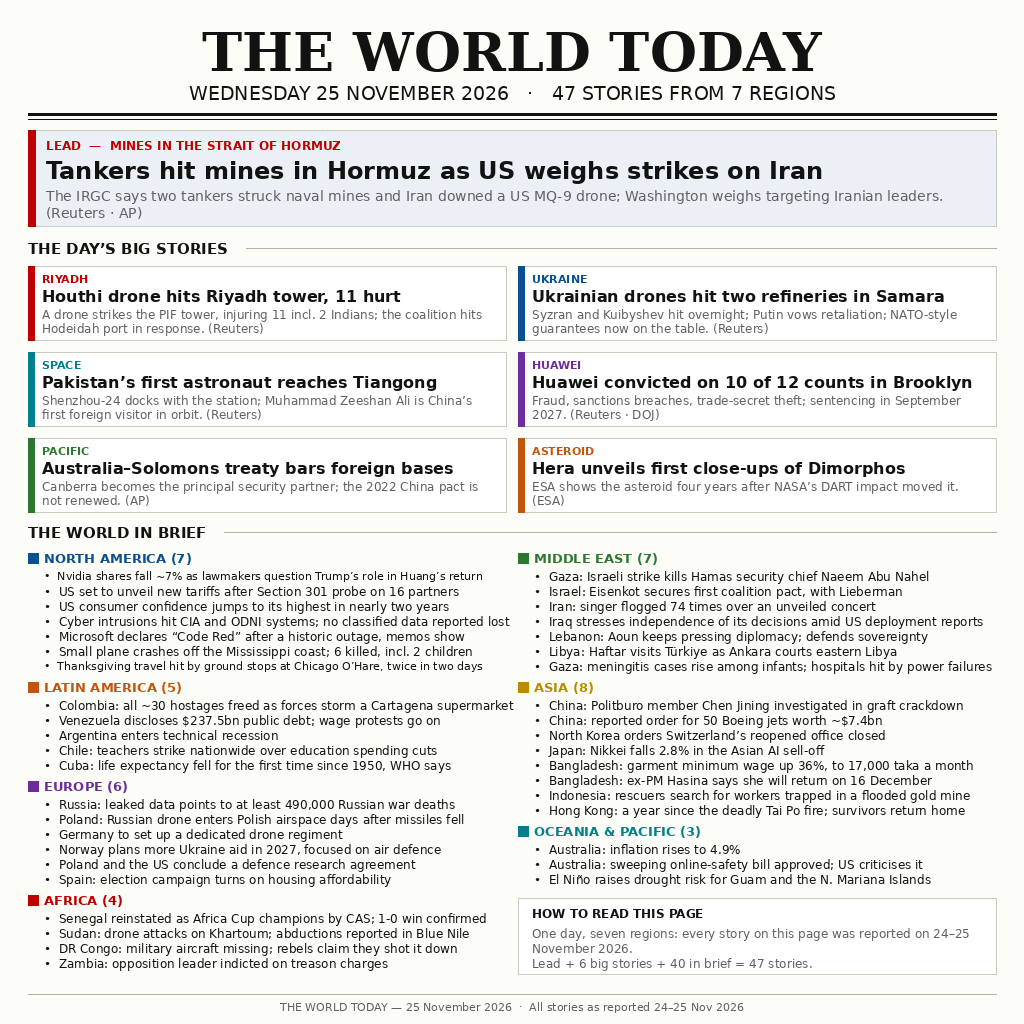 THE WORLD TODAY
WEDNESDAY 25 NOVEMBER 2026 · 47 STORIES FROM 7 REGIONS
LEAD — MINES IN THE STRAIT OF HORMUZ
Tankers hit mines in Hormuz as US weighs strikes on Iran
The IRGC says two tankers struck naval mines and Iran downed a US MQ-9 drone; Washington weighs targeting Iranian leaders.
(Reuters · AP)
THE DAY’S BIG STORIES
RIYADH
Houthi drone hits Riyadh tower, 11 hurt
A drone strikes the PIF tower, injuring 11 incl. 2 Indians; the coalition hits
Hodeidah port in response. (Reuters)
UKRAINE
Ukrainian drones hit two refineries in Samara
Syzran and Kuibyshev hit overnight; Putin vows retaliation; NATO-style
guarantees now on the table. (Reuters)
SPACE
Pakistan’s first astronaut reaches Tiangong
Shenzhou-24 docks with the station; Muhammad Zeeshan Ali is China’s
first foreign visitor in orbit. (Reuters)
HUAWEI
Huawei convicted on 10 of 12 counts in Brooklyn
Fraud, sanctions breaches, trade-secret theft; sentencing in September
2027. (Reuters · DOJ)
PACIFIC
Australia–Solomons treaty bars foreign bases
Canberra becomes the principal security partner; the 2022 China pact is
not renewed. (AP)
ASTEROID
Hera unveils first close-ups of Dimorphos
ESA shows the asteroid four years after NASA’s DART impact moved it.
(ESA)
THE WORLD IN BRIEF
NORTH AMERICA (7)
• Nvidia shares fall ~7% as lawmakers question Trump’s role in Huang’s return
• US set to unveil new tariffs after Section 301 probe on 16 partners
• US consumer confidence jumps to its highest in nearly two years
• Cyber intrusions hit CIA and ODNI systems; no classified data reported lost
• Microsoft declares “Code Red” after a historic outage, memos show
• Small plane crashes off the Mississippi coast; 6 killed, incl. 2 children
• Thanksgiving travel hit by ground stops at Chicago O’Hare, twice in two days
LATIN AMERICA (5)
• Colombia: all ~30 hostages freed as forces storm a Cartagena supermarket
• Venezuela discloses $237.5bn public debt; wage protests go on
• Argentina enters technical recession
• Chile: teachers strike nationwide over education spending cuts
• Cuba: life expectancy fell for the first time since 1950, WHO says
EUROPE (6)
• Russia: leaked data points to at least 490,000 Russian war deaths
• Poland: Russian drone enters Polish airspace days after missiles fell
• Germany to set up a dedicated drone regiment
• Norway plans more Ukraine aid in 2027, focused on air defence
• Poland and the US conclude a defence research agreement
• Spain: election campaign turns on housing affordability
AFRICA (4)
• Senegal reinstated as Africa Cup champions by CAS; 1-0 win confirmed
• Sudan: drone attacks on Khartoum; abductions reported in Blue Nile
• DR Congo: military aircraft missing; rebels claim they shot it down
• Zambia: opposition leader indicted on treason charges
MIDDLE EAST (7)
• Gaza: Israeli strike kills Hamas security chief Naeem Abu Nahel
• Israel: Eisenkot secures first coalition pact, with Lieberman
• Iran: singer flogged 74 times over an unveiled concert
• Iraq stresses independence of its decisions amid US deployment reports
• Lebanon: Aoun keeps pressing diplomacy; defends sovereignty
• Libya: Haftar visits Türkiye as Ankara courts eastern Libya
• Gaza: meningitis cases rise among infants; hospitals hit by power failures
ASIA (8)
• China: Politburo member Chen Jining investigated in graft crackdown
• China: reported order for 50 Boeing jets worth ~$7.4bn
• North Korea orders Switzerland’s reopened office closed
• Japan: Nikkei falls 2.8% in the Asian AI sell-off
• Bangladesh: garment minimum wage up 36%, to 17,000 taka a month
• Bangladesh: ex-PM Hasina says she will return on 16 December
• Indonesia: rescuers search for workers trapped in a flooded gold mine
• Hong Kong: a year since the deadly Tai Po fire; survivors return home
OCEANIA & PACIFIC (3)
• Australia: inflation rises to 4.9%
• Australia: sweeping online-safety bill approved; US criticises it
• El Niño raises drought risk for Guam and the N. Mariana Islands
HOW TO READ THIS PAGE
One day, seven regions: every story on this page was reported on 24–25
November 2026.
Lead + 6 big stories + 40 in brief = 47 stories.
THE WORLD TODAY — 25 November 2026 · All stories as reported 24–25 Nov 2026